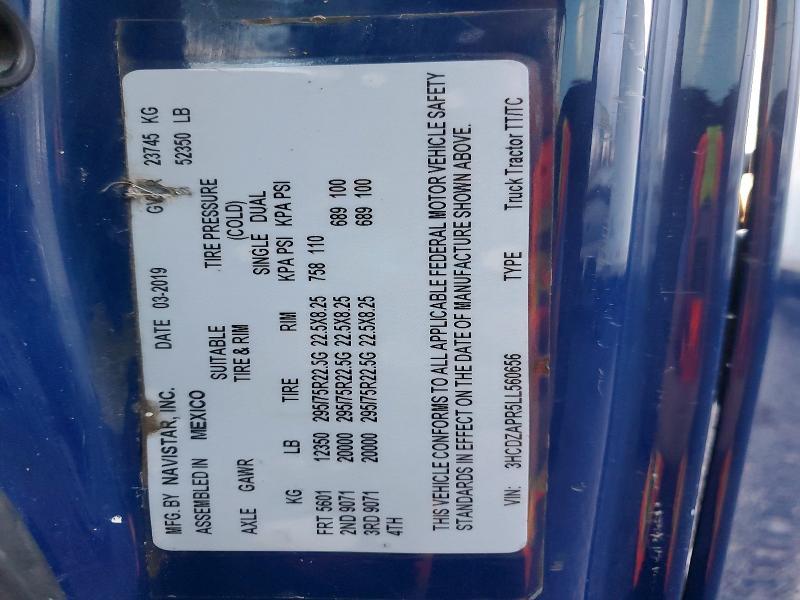 MFG. BY NAVISTAR, INC. DATE 03-2019 23745 KG
ASSEMBLED IN MEXICO 52350 LB
SUITABLE TIRE PRESSURE
AXLE GAWR TIRE & RIM (COLD)
SINGLE DUAL
KG LB TIRE RIM KPA PSI KPA PSI
FRT 5601 12350 295/75R22.5G 22.5X8.25 758 110
2ND 9071 20000 295/75R22.5G 22.5X8.25 689 100
3RD 9071 20000 295/75R22.5G 22.5X8.25 689 100
4TH
THIS VEHICLE CONFORMS TO ALL APPLICABLE FEDERAL MOTOR VEHICLE SAFETY
STANDARDS IN EFFECT ON THE DATE OF MANUFACTURE SHOWN ABOVE.
VIN: 3HCDZAPR5LL560656 TYPE Truck Tractor TT/TC